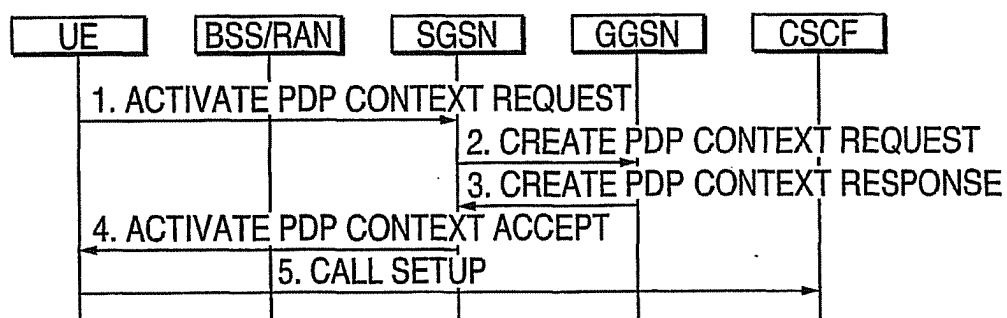 UE BSS/RAN SGSN GGSN CSCF
1. ACTIVATE PDP CONTEXT REQUEST
2. CREATE PDP CONTEXT REQUEST
3. CREATE PDP CONTEXT RESPONSE
4. ACTIVATE PDP CONTEXT ACCEPT
5. CALL SETUP